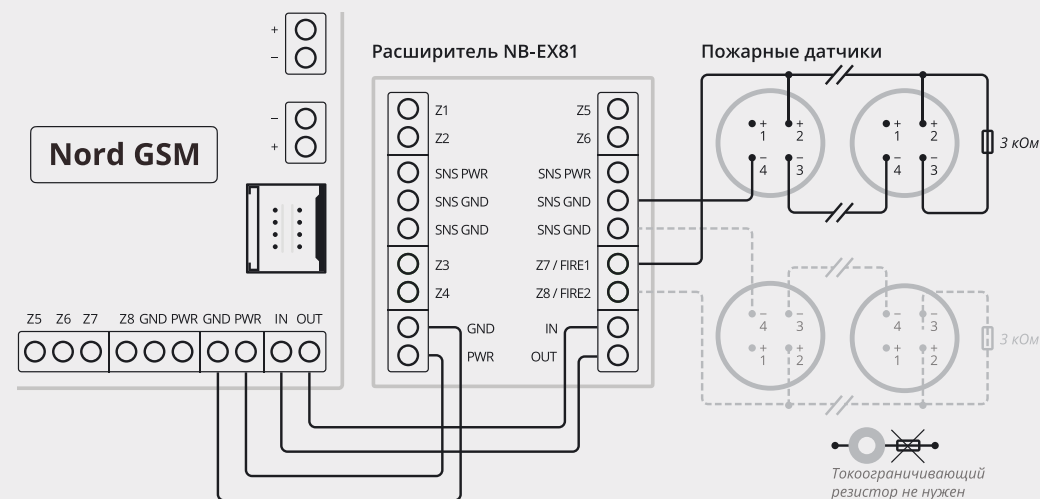 Расширитель NB-EX81
Пожарные датчики
+
−
−
+
Nord GSM
Z5 Z6 Z7 Z8 GND PWR GND PWR IN OUT
Z1
Z2
SNS PWR
SNS GND
SNS GND
Z3
Z4
GND
PWR
Z5
Z6
SNS PWR
SNS GND
SNS GND
Z7 / FIRE1
Z8 / FIRE2
IN
OUT
+ + + +
1 2 1 2
− − − −
4 3 4 3
3 кОм
− − − −
4 3 4 3
+ + + +
1 2 1 2
3 кОм
Токоограничивающий
резистор не нужен